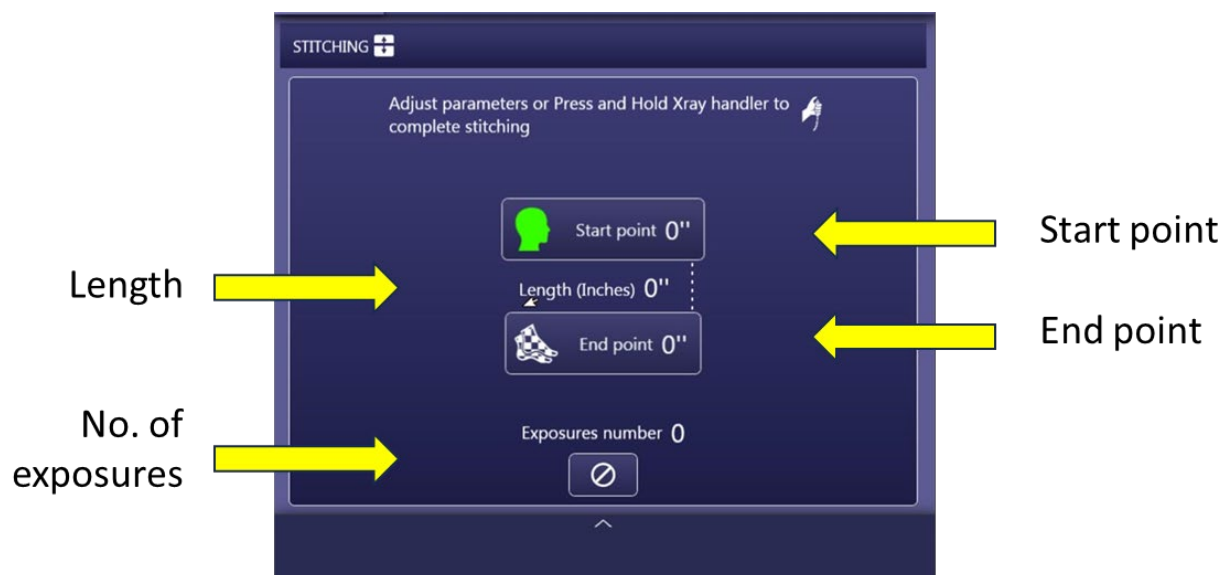 STITCHING
Adjust parameters or Press and Hold Xray handler to
complete stitching
Start point 0"
Start point
Length
Length (Inches) 0"
End point 0"
End point
No. of
exposures
Exposures number 0